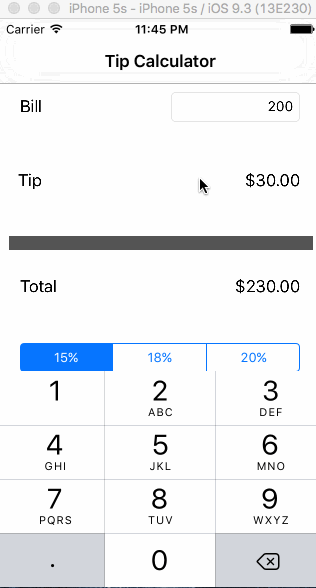 iPhone 5s - iPhone 5s / iOS 9.3 (13E230)
Carrier 11:45 PM
Tip Calculator
Bill 200
Tip $30.00
Total $230.00
15% 18% 20%
1 2 3
ABC DEF
4 5 6
GHI JKL MNO
7 8 9
PQRS TUV WXYZ
. 0